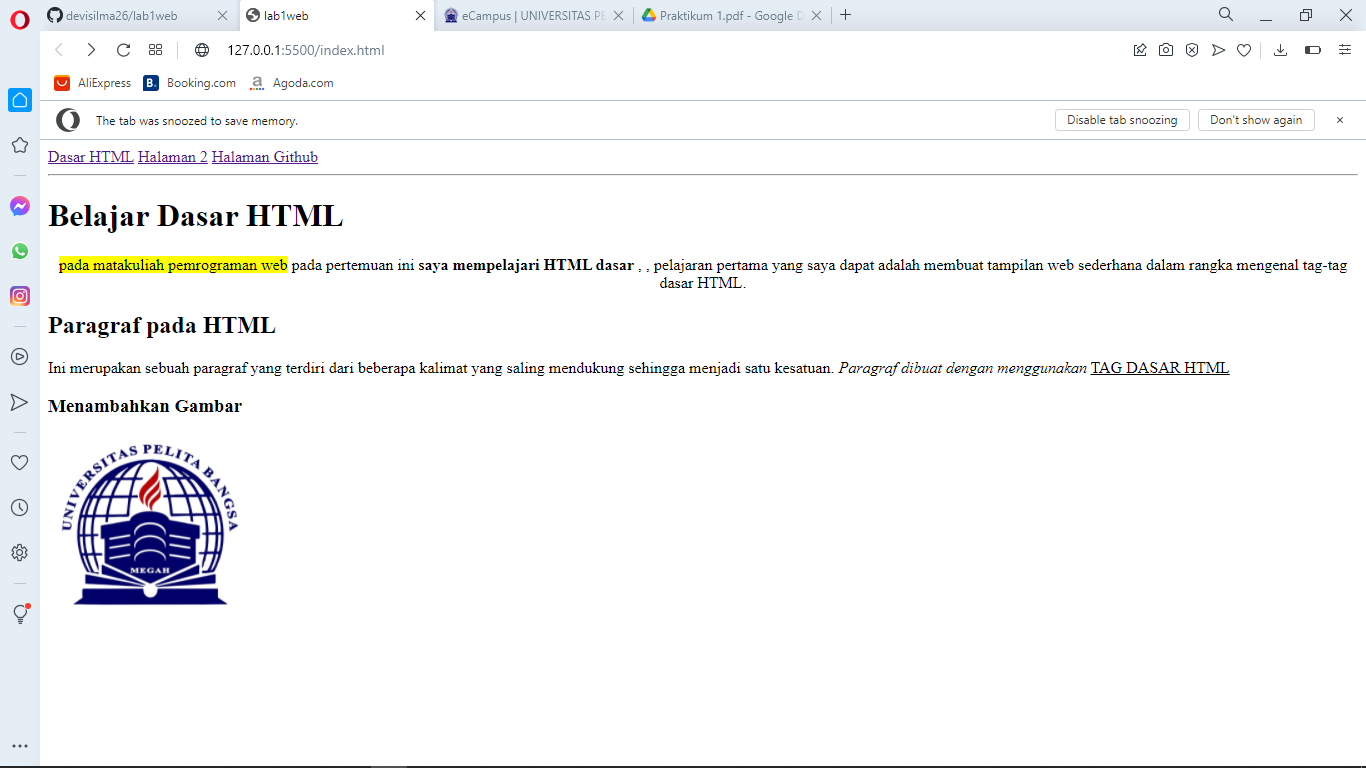 devisilma26/lab1web
lab1web
eCampus | UNIVERSITAS PE
Praktikum 1.pdf - Google D
127.0.0.1:5500/index.html
AliExpress
B. Booking.com
a Agoda.com
The tab was snoozed to save memory.
Disable tab snoozing
Don't show again
Dasar HTML Halaman 2 Halaman Github
Belajar Dasar HTML
pada matakuliah pemrograman web pada pertemuan ini saya mempelajari HTML dasar , , pelajaran pertama yang saya dapat adalah membuat tampilan web sederhana dalam rangka mengenal tag-tag
dasar HTML.
Paragraf pada HTML
Ini merupakan sebuah paragraf yang terdiri dari beberapa kalimat yang saling mendukung sehingga menjadi satu kesatuan. Paragraf dibuat dengan menggunakan TAG DASAR HTML
Menambahkan Gambar
UNIVERSITAS PELITA BANGSA
MEGAH